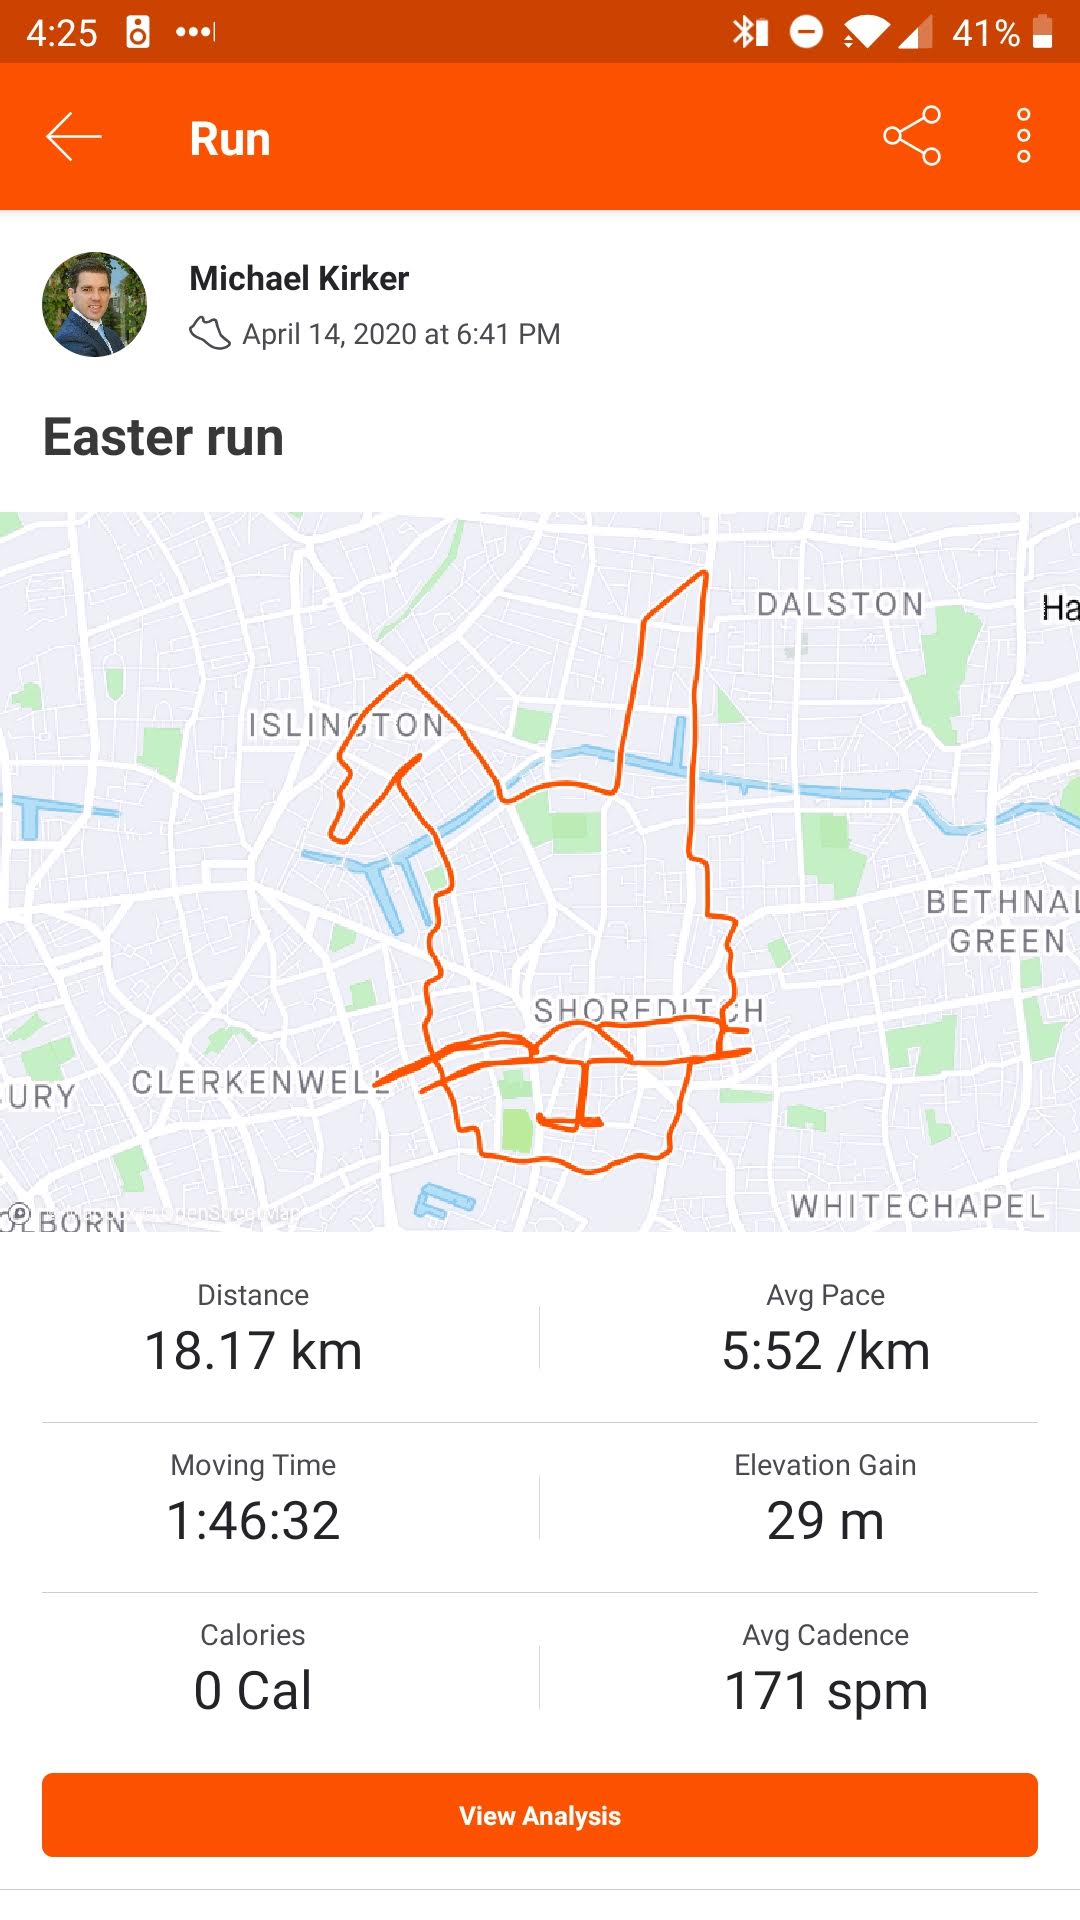 4:25
41%
Run
Michael Kirker
April 14, 2020 at 6:41 PM
Easter run
DALSTON
Ha
ISLINGTON
BETHNAL
GREEN
SHOREDITCH
CLERKENWELL
URY
WHITECHAPEL
OLBORN
OpenStreetMap
Distance
Avg Pace
18.17 km
5:52 /km
Moving Time
Elevation Gain
1:46:32
29 m
Calories
Avg Cadence
0 Cal
171 spm
View Analysis